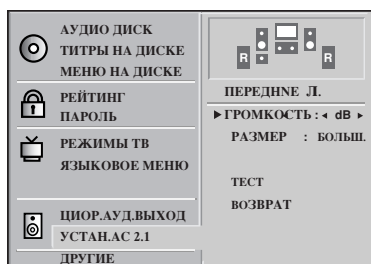 АУДИО ДИСК
ТИТРЫ НА ДИСКЕ
МЕНЮ НА ДИСКЕ
РЕЙТИНГ
ПАРОЛЬ
РЕЖИМЫ ТВ
ЯЗЫКОВОЕ МЕНЮ
ЦИОР.АУД.ВЫХОД
УСТАН.АС 2.1
ДРУГИЕ
R R
ПЕРЕДННЕ Л.
ГРОМКОСТЬ : dB
РАЗМЕР : БОЛЬШ.
ТЕСТ
ВОЗВРАТ